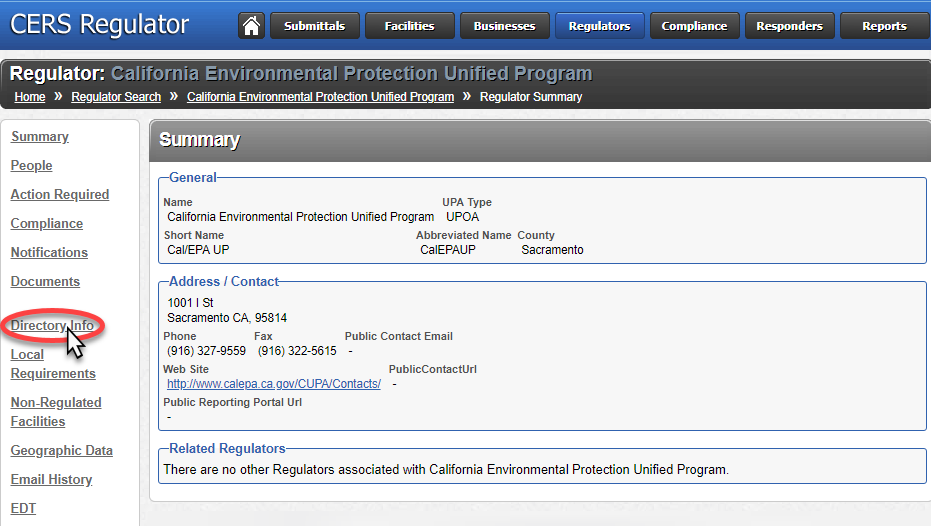 CERS Regulator
Submittals Facilities Businesses Regulators Compliance Responders Reports
Regulator: California Environmental Protection Unified Program
Home » Regulator Search » California Environmental Protection Unified Program » Regulator Summary
Summary
People
Action Required
Compliance
Notifications
Documents
Directory Info
Local
Requirements
Non-Regulated
Facilities
Geographic Data
Email History
EDT
Summary
General
Name UPA Type
California Environmental Protection Unified Program UPOA
Short Name Abbreviated Name County
Cal/EPA UP CalEPAUP Sacramento
Address / Contact
1001 I St
Sacramento CA, 95814
Phone Fax Public Contact Email
(916) 327-9559 (916) 322-5615 -
Web Site PublicContactUrl
http://www.calepa.ca.gov/CUPA/Contacts/ -
Public Reporting Portal Url
-
Related Regulators
There are no other Regulators associated with California Environmental Protection Unified Program.